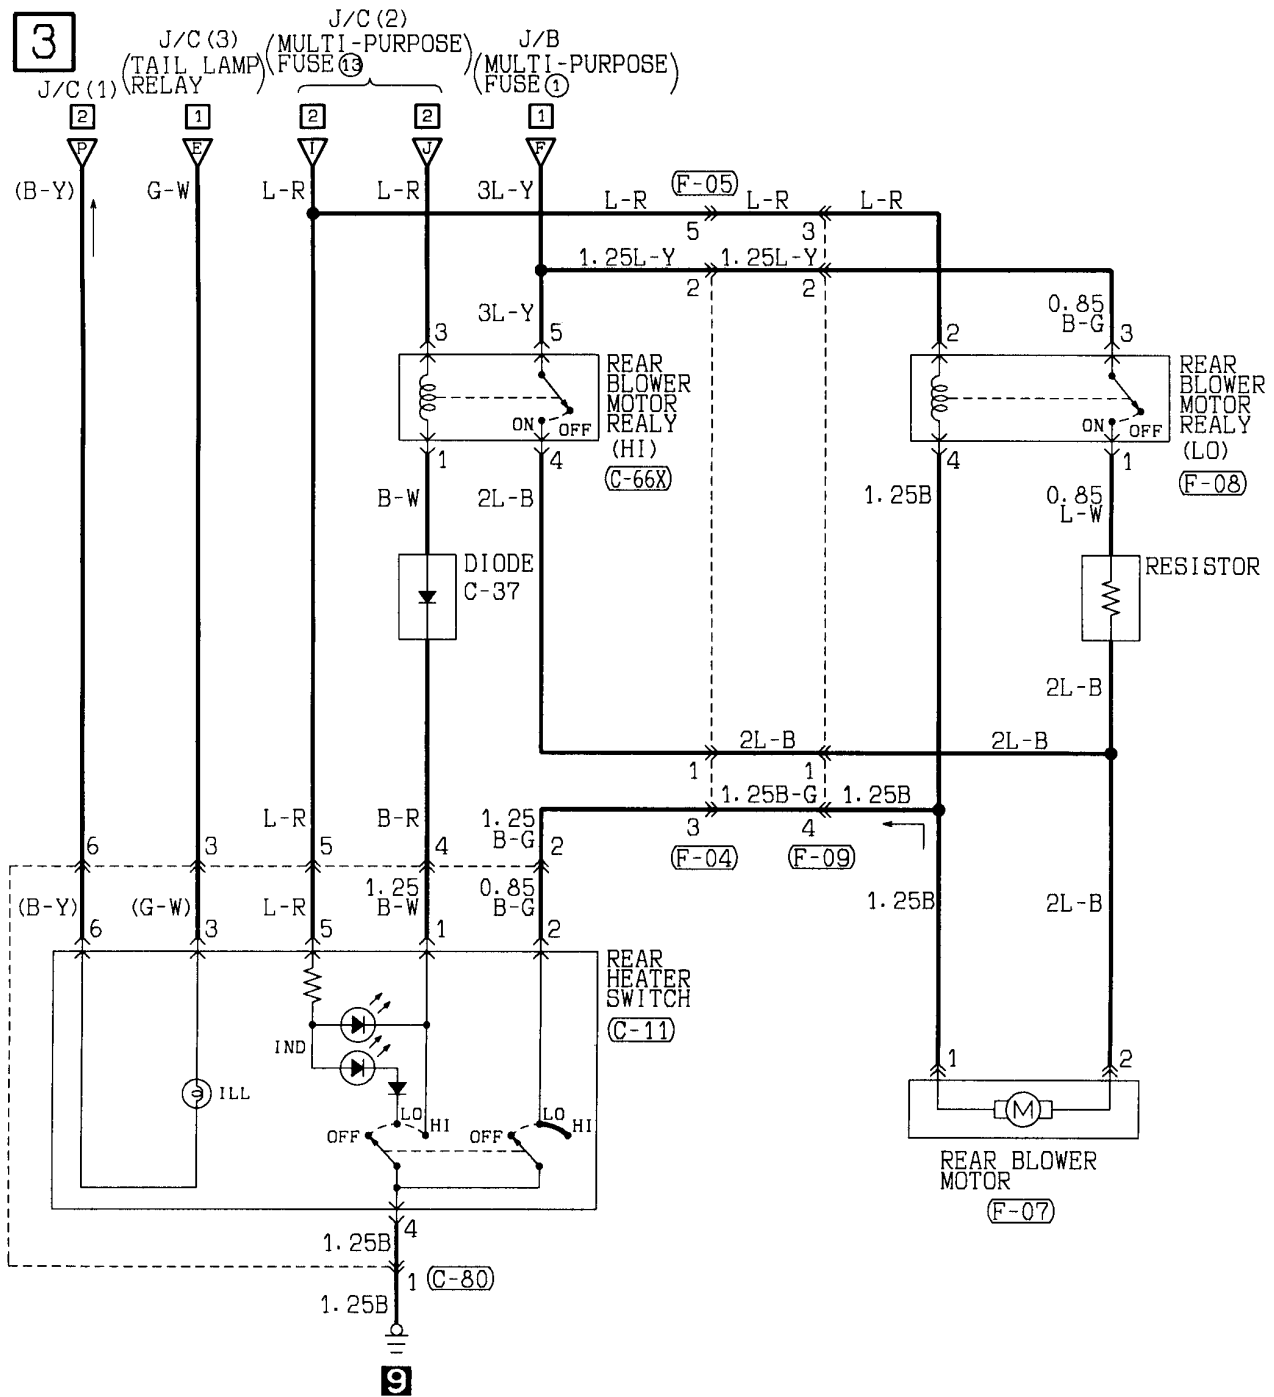 3
J/C(1)
J/C(3)
(TAIL LAMP
RELAY)
J/C(2)
(MULTI-PURPOSE
FUSE⑬)
J/B
(MULTI-PURPOSE
FUSE①)
2 1 2 2 1
P E I J F
(B-Y) G-W L-R L-R 3L-Y
F-05
L-R L-R L-R
5 3
1.25L-Y 1.25L-Y
2 2
3L-Y
0.85
B-G
3 5 2 3
REAR
BLOWER
MOTOR
REALY
(HI)
C-66X
ON OFF
REAR
BLOWER
MOTOR
REALY
(LO)
F-08
ON OFF
1 4 4 1
B-W 2L-B 1.25B
0.85
L-W
DIODE
C-37
RESISTOR
2L-B
2L-B 2L-B
1 1
1.25B-G 1.25B
3 4
F-04 F-09
L-R B-R
1.25
B-G
6 3 5 4 2
(B-Y) (G-W) L-R
1.25
B-W
0.85
B-G
1.25B 2L-B
6 3 5 1 2
REAR
HEATER
SWITCH
C-11
IND
ILL
LO
HI
OFF
LO
HI
OFF
1 2
M
REAR BLOWER
MOTOR
F-07
4
1.25B
1 C-80
1.25B
9